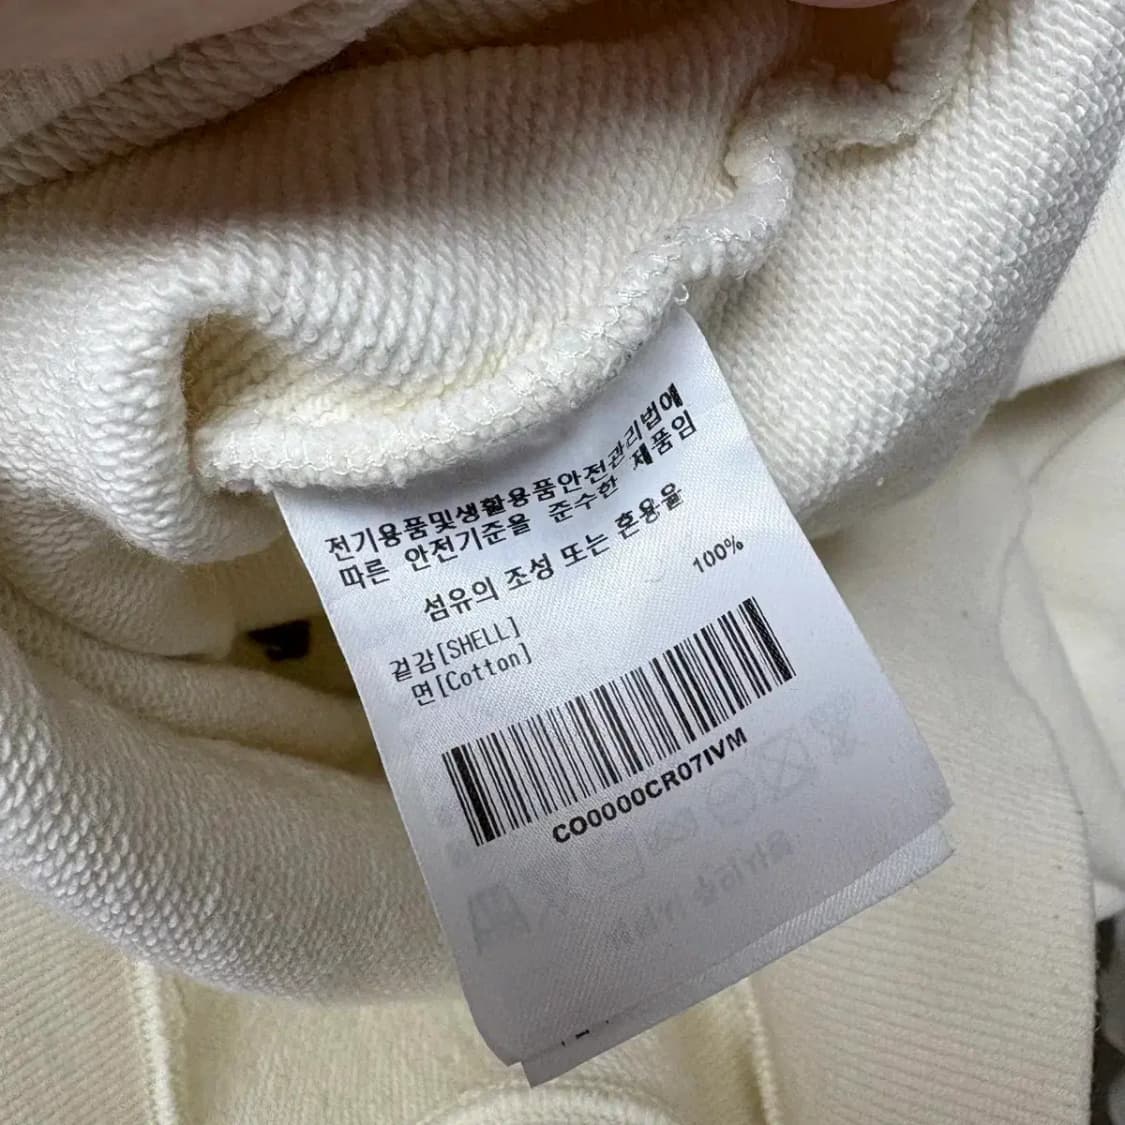 전기용품및생활용품안전관리법에
따른 안전기준을 준수한 제품임
섬유의 조성 또는 혼용율
겉감[SHELL]
면[Cotton] 100%
CO0000CR07IVM